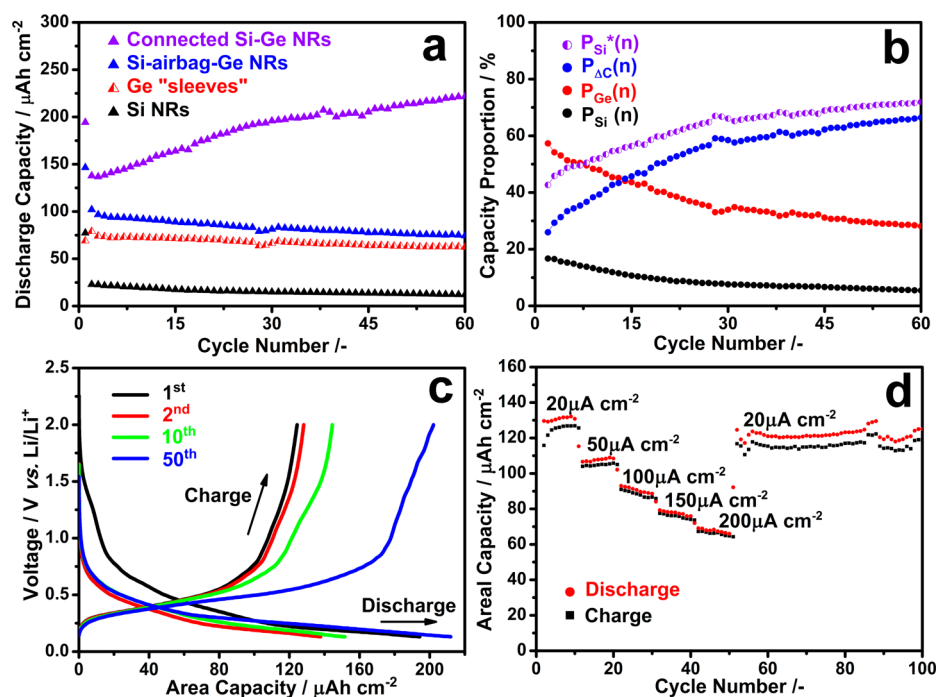 a
Connected Si-Ge NRs
Si-airbag-Ge NRs
Ge "sleeves"
Si NRs
Discharge Capacity / μAh cm⁻²
300
250
200
150
100
50
0
0 15 30 45 60
Cycle Number /-
b
P_Si*(n)
P_ΔC(n)
P_Ge(n)
P_Si (n)
Capacity Proportion / %
100
80
60
40
20
0
0 15 30 45 60
Cycle Number /-
c
1st
2nd
10th
50th
Charge
Discharge
Voltage / V vs. Li/Li⁺
2.5
2.0
1.5
1.0
0.5
0.0
0 40 80 120 160 200
Area Capacity / μAh cm⁻²
d
20μA cm⁻²
50μA cm⁻²
100μA cm⁻²
150μA cm⁻²
200μA cm⁻²
20μA cm⁻²
Discharge
Charge
Areal Capacity / μAh cm⁻²
160
140
120
100
80
60
40
20
0
0 20 40 60 80 100
Cycle Number /-